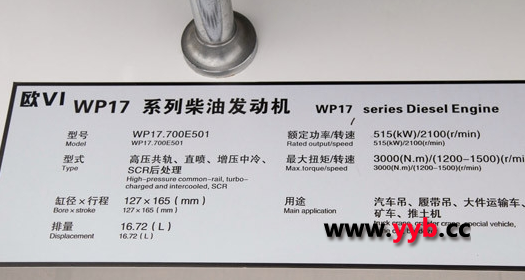 欧VI WP17 系列柴油发动机 WP17 series Diesel Engine
型号 WP17.700E501 额定功率/转速 515(kW)/2100(r/min)
Model WP17.700E501 Rated output/speed 515(kW)/2100(r/min)
型式 高压共轨、直喷、增压中冷、 最大扭矩/转速 3000(N.m)/(1200-1500)(r/mi
SCR后处理 Max.torque/speed 3000(N.m)/(1200-1500)(r/m
Type High-pressure common-rail, turbo-
charged and intercooled, SCR
缸径×行程 127×165（mm） 用途 汽车吊、履带吊、大件运输车、
Bore x stroke 127×165（mm） Main application 矿车、推土机
排量 16.72（L） truck crane, crane, special vehicle,
Displacement 16.72（L）
www.yyb.cc